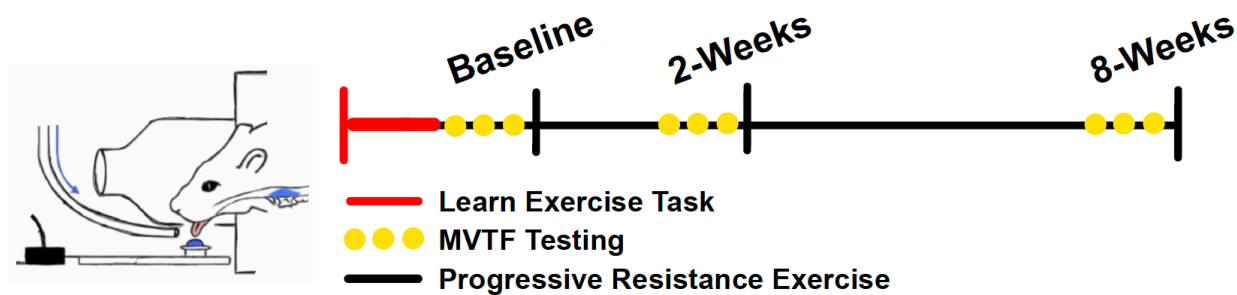 Baseline
2-Weeks
8-Weeks
Learn Exercise Task
MVTF Testing
Progressive Resistance Exercise